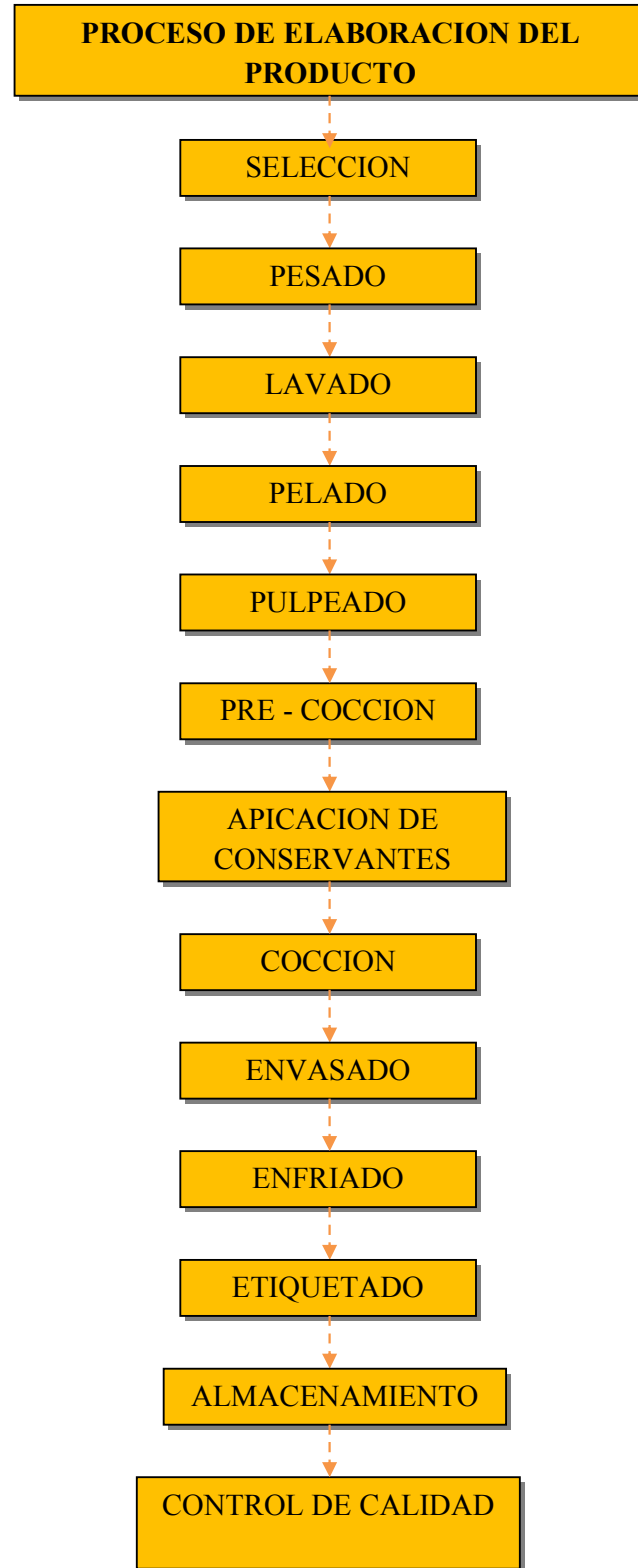 PROCESO DE ELABORACION DEL
PRODUCTO
SELECCION
PESADO
LAVADO
PELADO
PULPEADO
PRE - COCCION
APICACION DE
CONSERVANTES
COCCION
ENVASADO
ENFRIADO
ETIQUETADO
ALMACENAMIENTO
CONTROL DE CALIDAD